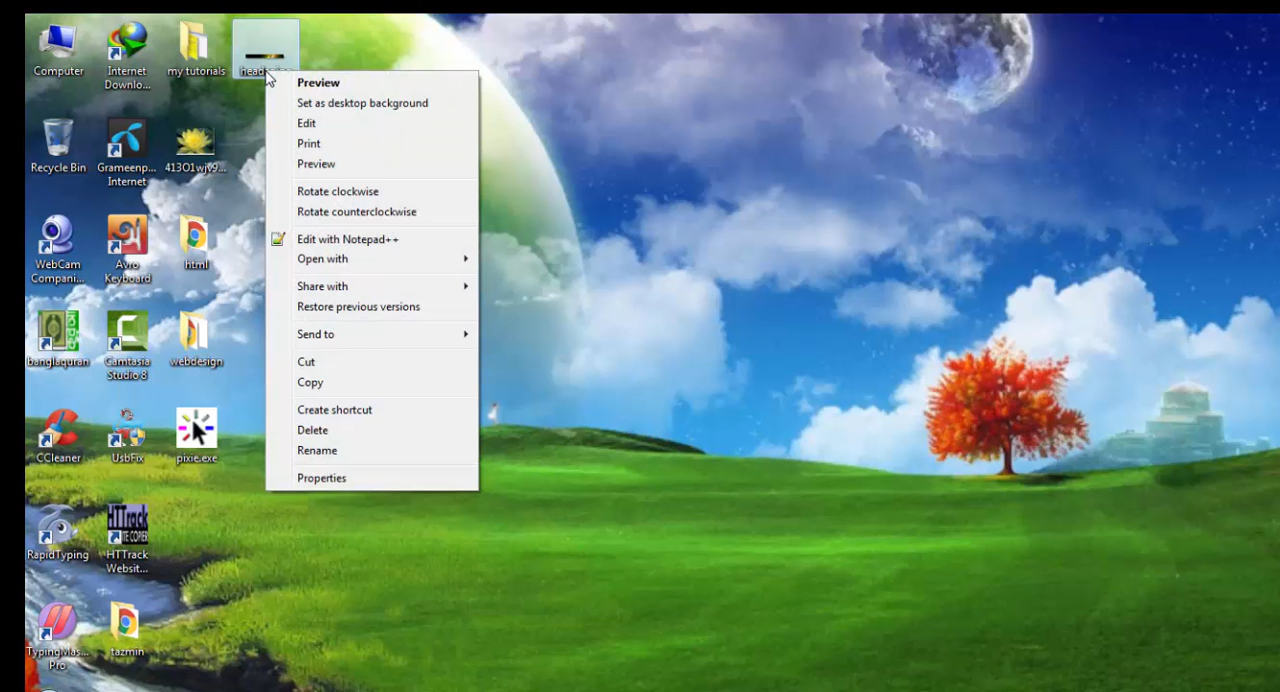 Computer
Internet
Downlo...
my tutorials
Recycle Bin
Grameenp...
Internet
41301wjv9...
WebCam
Compani...
Avro
Keyboard
html
banglaquran
Camtasia
Studio 8
webdesign
CCleaner
UsbFix
pixie.exe
RapidTyping
HTTrack
HTTrack
Websit...
TypingMas...
Pro
tazmin
Preview
Set as desktop background
Edit
Print
Preview
Rotate clockwise
Rotate counterclockwise
Edit with Notepad++
Open with
Share with
Restore previous versions
Send to
Cut
Copy
Create shortcut
Delete
Rename
Properties